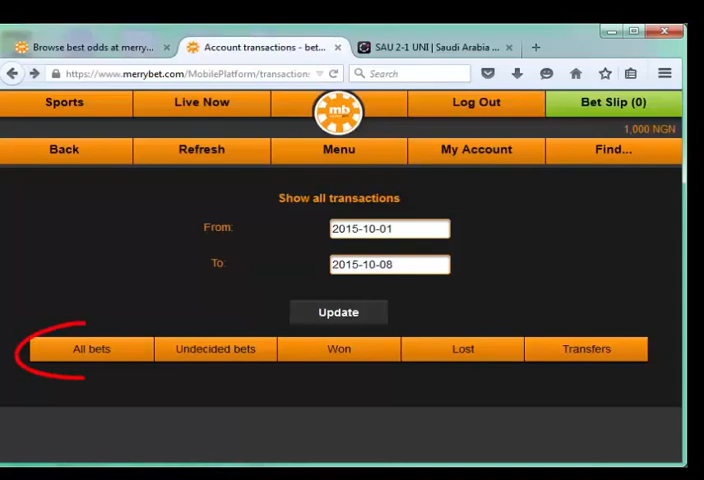 Browse best odds at merry...
Account transactions - bet...
SAU 2-1 UNI | Saudi Arabia ...
https://www.merrybet.com/MobilePlatform/transaction:
Search
Sports
Live Now
mb
Log Out
Bet Slip (0)
1,000 NGN
Back
Refresh
Menu
My Account
Find...
Show all transactions
From:
2015-10-01
To:
2015-10-08
Update
All bets
Undecided bets
Won
Lost
Transfers